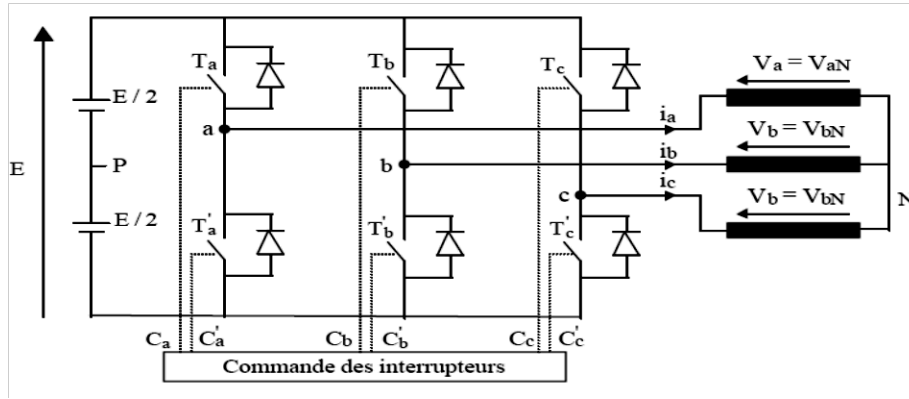 E
E / 2
P
E / 2
Ta
Tb
Tc
a
b
c
T'a
T'b
T'c
ia
ib
ic
Va = VaN
Vb = VbN
Vb = VbN
N
Ca
C'a
Cb
C'b
Cc
C'c
Commande des interrupteurs